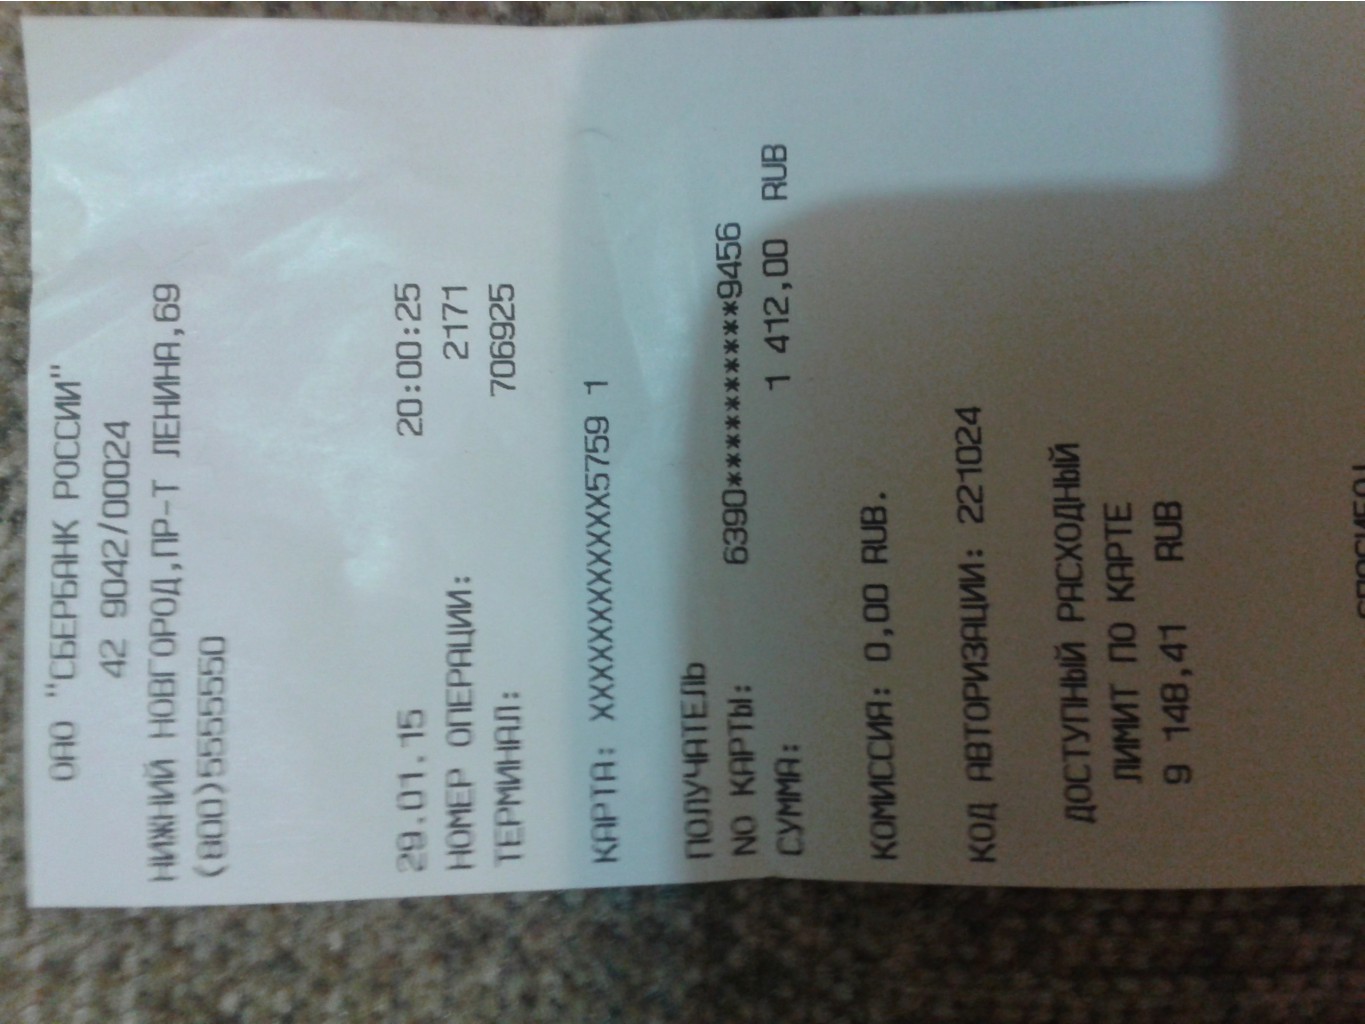 ОАО "СБЕРБАНК РОССИИ"
42 9042/00024
НИЖНИЙ НОВГОРОД,ПР-Т ЛЕНИНА,69
(800)5555550
29.01.15 20:00:25
НОМЕР ОПЕРАЦИИ: 2171
ТЕРМИНАЛ: 706925
КАРТА: XXXXXXXXXXXXXX5759 1
ПОЛУЧАТЕЛЬ
NO КАРТЫ: 6390**********9456
СУММА: 1 412,00 RUB
КОМИССИЯ: 0,00 RUB.
КОД АВТОРИЗАЦИИ: 221024
ДОСТУПНЫЙ РАСХОДНЫЙ
ЛИМИТ ПО КАРТЕ
9 148,41 RUB